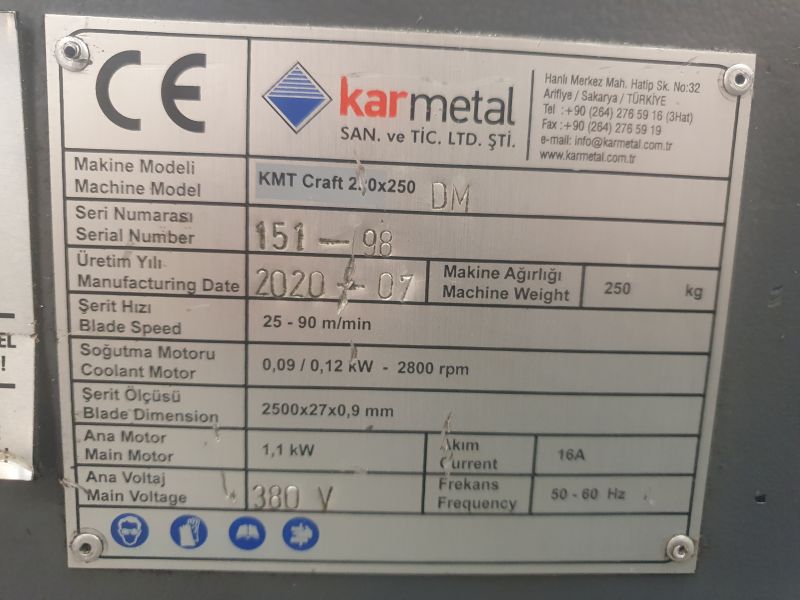 CE
karmetal
SAN. ve TİC. LTD. ŞTİ.
Hanlı Merkez Mah. Hatip Sk. No:32
Arifiye / Sakarya / TÜRKİYE
Tel :+90 (264) 276 59 16 (3Hat)
Fax :+90 (264) 276 59 19
e-mail: info@karmetal.com.tr
www.karmetal.com.tr
Makine Modeli
Machine Model
KMT Craft 2 0x250 DM
Seri Numarası
Serial Number
151-98
Üretim Yılı
Manufacturing Date
2020 - 07
Makine Ağırlığı
Machine Weight
250 kg
Şerit Hızı
Blade Speed
25 - 90 m/min
Soğutma Motoru
Coolant Motor
0,09 / 0,12 kW - 2800 rpm
Şerit Ölçüsü
Blade Dimension
2500x27x0,9 mm
Ana Motor
Main Motor
1,1 kW
Akım
Current
16A
Ana Voltaj
Main Voltage
380 V
Frekans
Frequency
50 - 60 Hz
EL
!